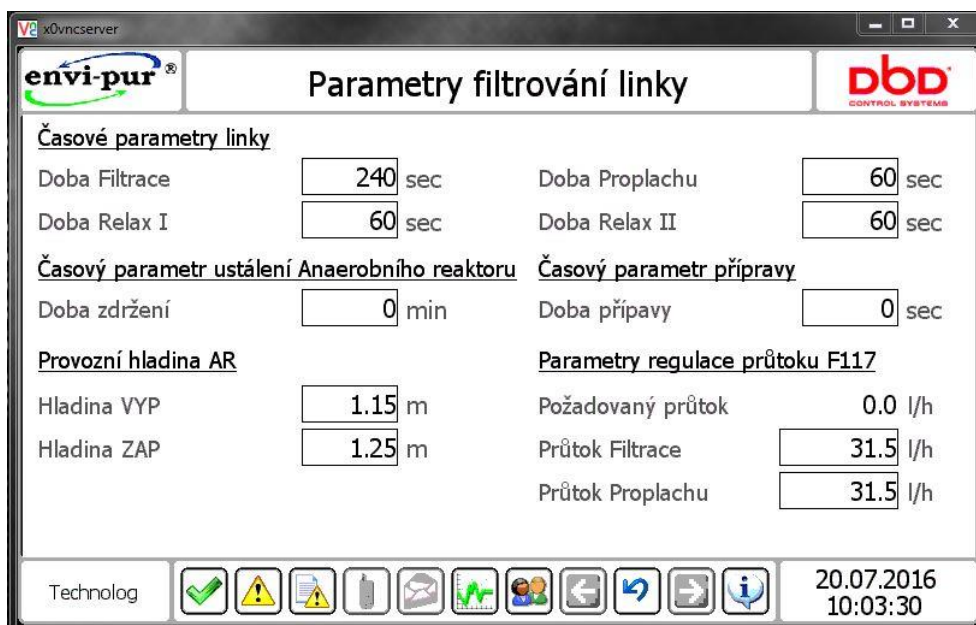 x0vncserver
envi-pur®
Parametry filtrování linky
DbD
CONTROL SYSTEMS
Časové parametry linky
Doba Filtrace 240 sec Doba Proplachu 60 sec
Doba Relax I 60 sec Doba Relax II 60 sec
Časový parametr ustálení Anaerobního reaktoru Časový parametr přípravy
Doba zdržení 0 min Doba přípavy 0 sec
Provozní hladina AR Parametry regulace průtoku F117
Hladina VYP 1.15 m Požadovaný průtok 0.0 l/h
Hladina ZAP 1.25 m Průtok Filtrace 31.5 l/h
Průtok Proplachu 31.5 l/h
Technolog
20.07.2016
10:03:30